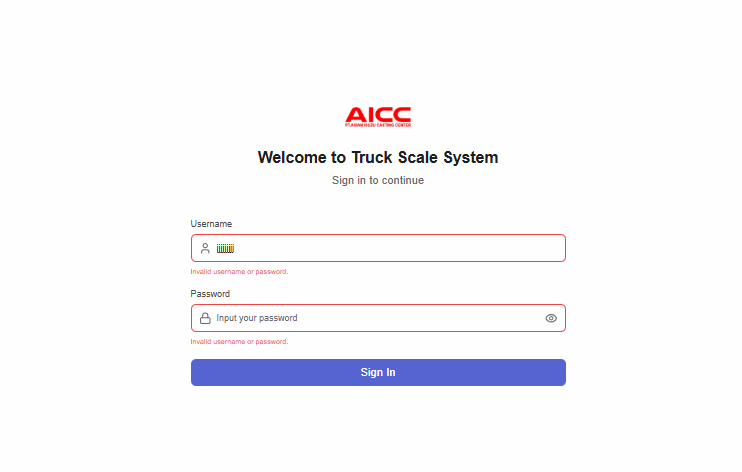 AICC
Welcome to Truck Scale System
Sign in to continue
Username
Invalid username or password.
Password
Input your password
Invalid username or password.
Sign In